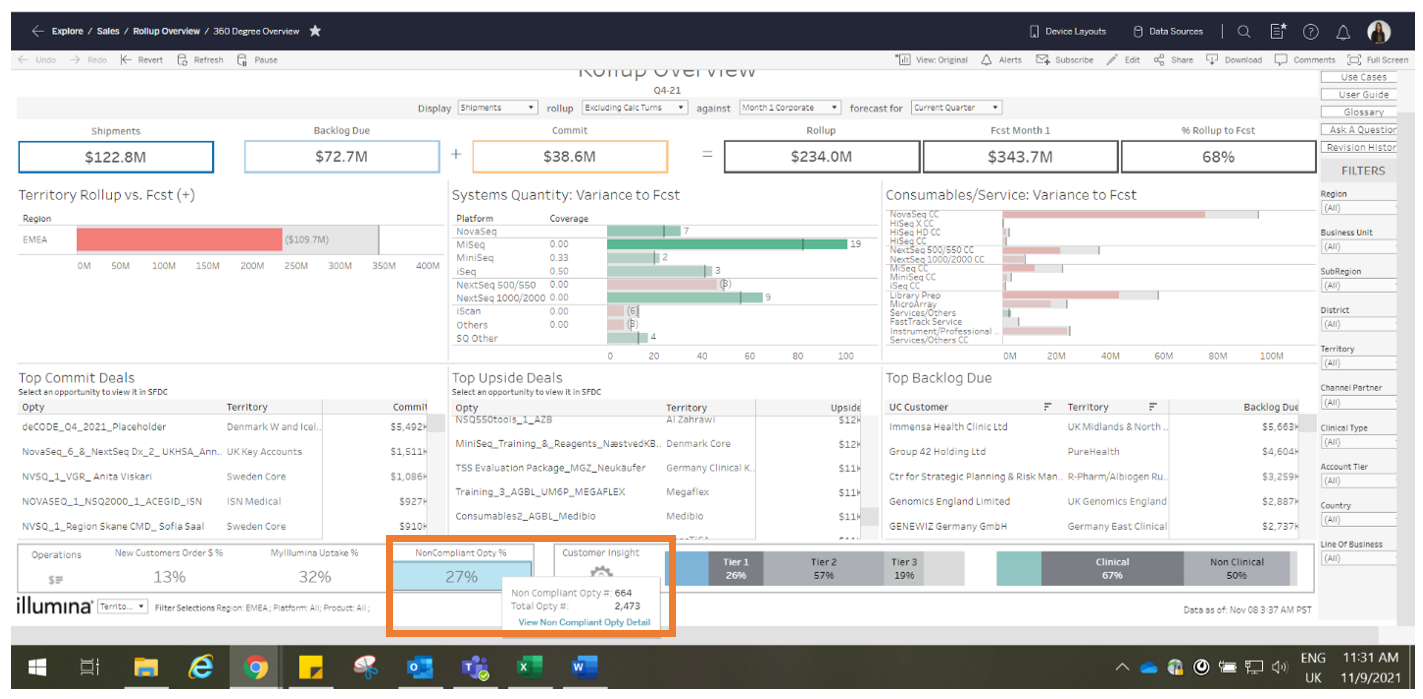 Explore / Sales / Rollup Overview / 360 Degree Overview
Device Layouts Data Sources
Undo Redo Revert Refresh Pause
View: Original Alerts Subscribe Edit Share Download Comments Full Screen
Rollup Overview
Q4-21
Display Shipments rollup Excluding Calc Turns against Month 1 Corporate forecast for Current Quarter
Shipments Backlog Due Commit Rollup Fcst Month 1 % Rollup to Fcst
$122.8M $72.7M + $38.6M = $234.0M $343.7M 68%
Use Cases
User Guide
Glossary
Ask A Question
Revision Histor
FILTERS
Region
(All)
Business Unit
(All)
SubRegion
(All)
District
(All)
Territory
(All)
Channel Partner
(All)
Clinical Type
(All)
Account Tier
(All)
Country
(All)
Line Of Business
(All)
Territory Rollup vs. Fcst (+)
Region
EMEA ($109.7M)
0M 50M 100M 150M 200M 250M 300M 350M 400M
Systems Quantity: Variance to Fcst
Platform Coverage
NovaSeq 7
MiSeq 0.00 19
MiniSeq 0.33 2
iSeq 0.50 3
NextSeq 500/550 0.00 (3)
NextSeq 1000/2000 0.00 9
iScan 0.00 (6)
Others 0.00 (3)
SQ Other 4
0 20 40 60 80 100
Consumables/Service: Variance to Fcst
NovaSeq CC
HiSeq X CC
HiSeq HD CC
HiSeq CC
NextSeq 500/550 CC
NextSeq 1000/2000 CC
MiSeq CC
MiniSeq CC
iSeq CC
Library Prep
MicroArray
Services/Others
FastTrack Service
Instrument/Professional ..
Services/Others CC
0M 20M 40M 60M 80M 100M
Top Commit Deals
Select an opportunity to view it in SFDC
Opty Territory Commit
deCODE_Q4_2021_Placeholder Denmark W and Icel.. $5,492K
NovaSeq_6_&_NextSeq Dx_2_ UKHSA_Ann.. UK Key Accounts $1,511K
NVSQ_1_VGR_ Anita Viskari Sweden Core $1,086K
NOVASEQ_1_NSQ2000_1_ACEGID_ISN ISN Medical $927K
NVSQ_1_Region Skane CMD_ Sofia Saal Sweden Core $910K
Top Upside Deals
Select an opportunity to view it in SFDC
Opty Territory Upside
NSQ550tools_1_AZB Al Zahrawi $12K
MiniSeq_Training_&_Reagents_NæstvedKB.. Denmark Core $12K
TSS Evaluation Package_MGZ_Neukäufer Germany Clinical K.. $11K
Training_3_AGBL_UM6P_MEGAFLEX Megaflex $11K
Consumables2_AGBL_Medibio Medibio $11K
Top Backlog Due
UC Customer Territory Backlog Due
Immensa Health Clinic Ltd UK Midlands & North .. $5,663K
Group 42 Holding Ltd PureHealth $4,604K
Ctr for Strategic Planning & Risk Man.. R-Pharm/Albiogen Ru.. $3,259K
Genomics England Limited UK Genomics England $2,887K
GENEWIZ Germany GmbH Germany East Clinical $2,737K
Operations New Customers Order $ % MyIllumina Uptake % NonCompliant Opty % Customer Insight
13% 32% 27%
Tier 1 Tier 2 Tier 3 Clinical Non Clinical
26% 57% 19% 67% 50%
Non Compliant Opty #: 664
Total Opty #: 2,473
View Non Compliant Opty Detail
illumina Territo.. Filter Selections Region: EMEA; Platform: All; Product: All ;
Data as of: Nov 08 3:37 AM PST
ENG 11:31 AM
UK 11/9/2021